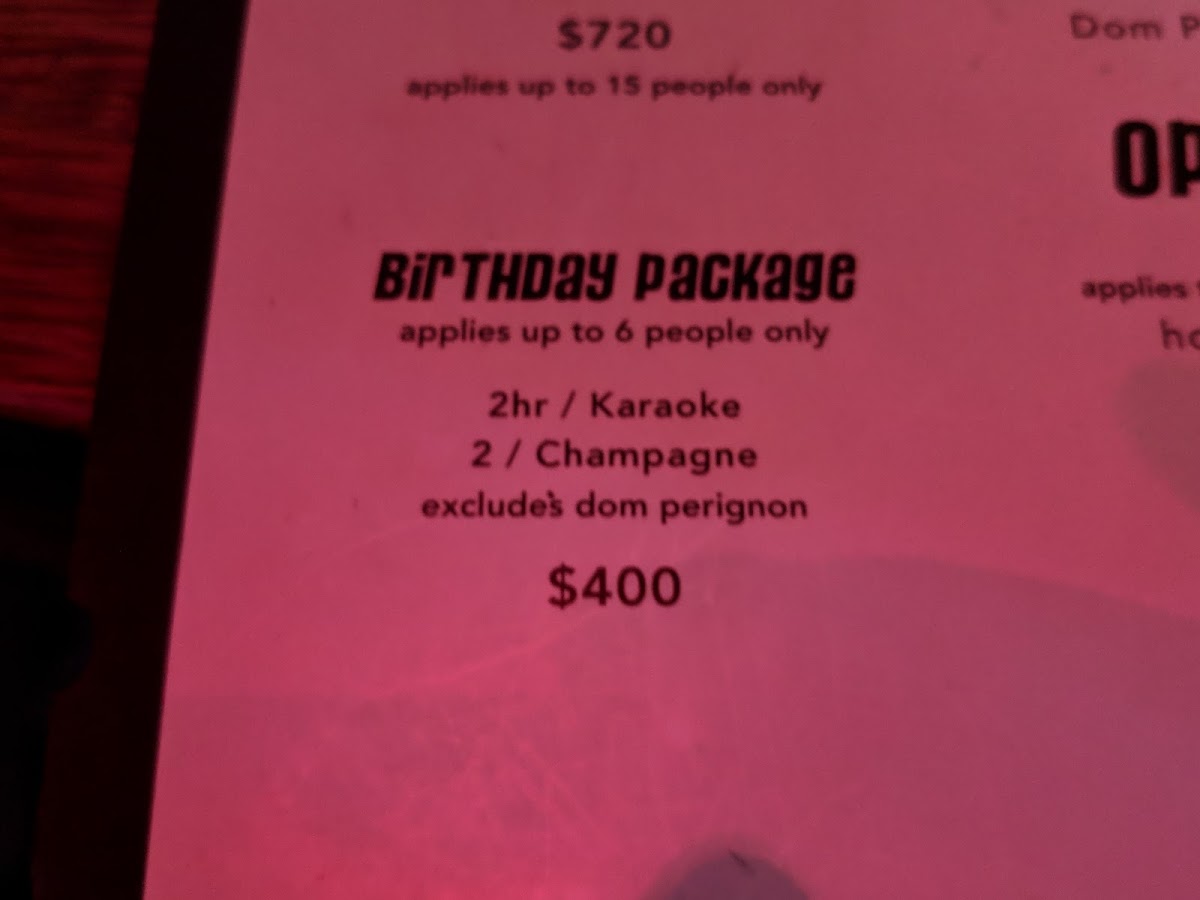 $720
applies up to 15 people only
BirTHDay package
applies up to 6 people only
2hr / Karaoke
2 / Champagne
exclude's dom perignon
$400
Dom P
OP
applies
ho